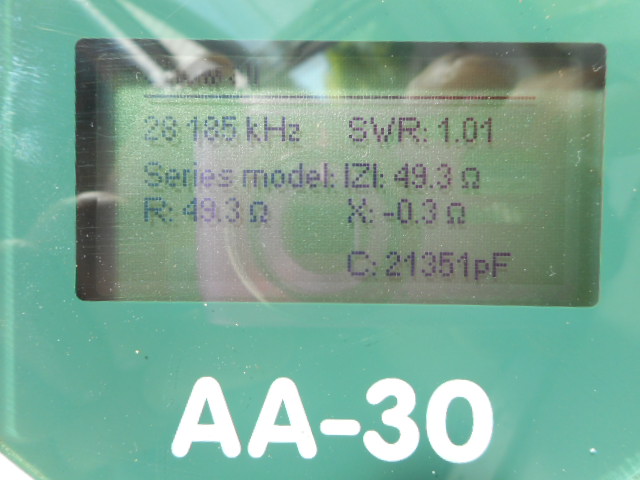 28 185 kHz SWR: 1.01
Series model: |Z|: 49.3 Ω
R: 49.3 Ω X: -0.3 Ω
C: 21351pF
AA-30